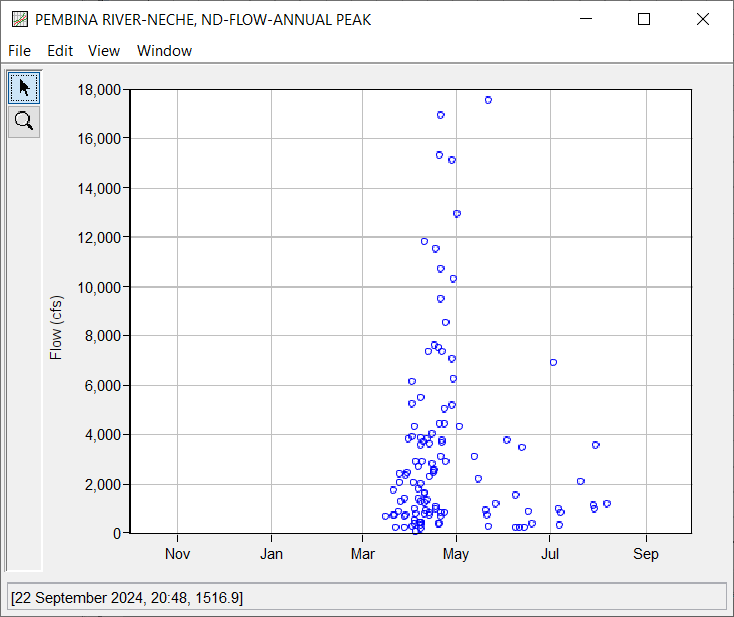 PEMBINA RIVER-NECHE, ND-FLOW-ANNUAL PEAK
File Edit View Window
18,000
16,000
14,000
12,000
10,000
8,000
6,000
4,000
2,000
0
Flow (cfs)
Nov Jan Mar May Jul Sep
[22 September 2024, 20:48, 1516.9]